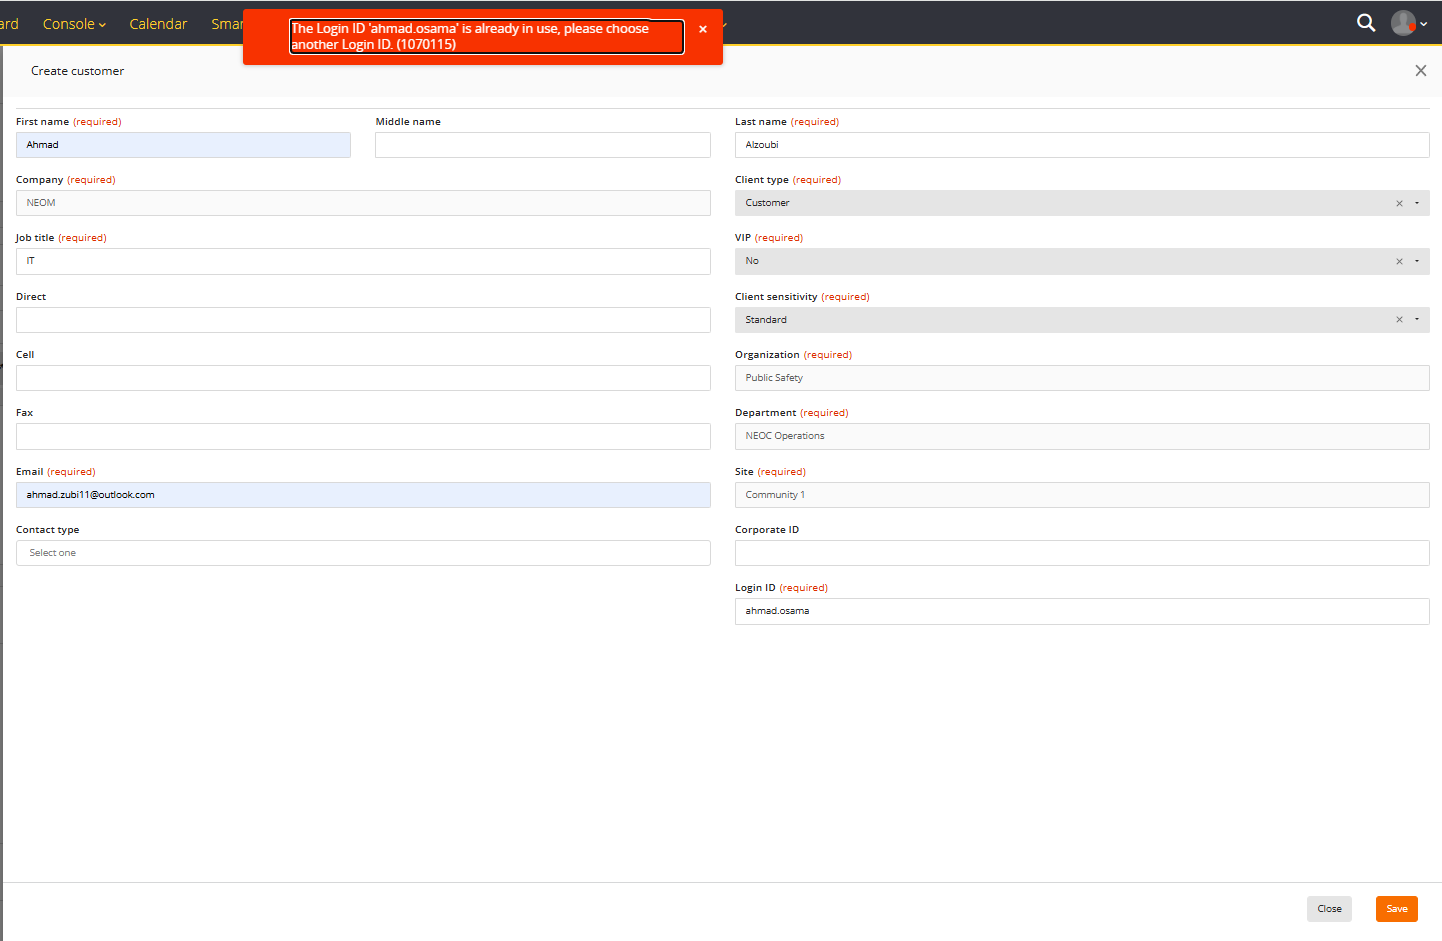 ard Console Calendar Smar
The Login ID 'ahmad.osama' is already in use, please choose
another Login ID. (1070115)
Create customer
First name (required) Middle name Last name (required)
Ahmad Alzoubi
Company (required) Client type (required)
NEOM Customer
Job title (required) VIP (required)
IT No
Direct Client sensitivity (required)
Standard
Cell Organization (required)
Public Safety
Fax Department (required)
NEOC Operations
Email (required) Site (required)
ahmad.zubi11@outlook.com Community 1
Contact type Corporate ID
Select one
Login ID (required)
ahmad.osama
Close Save